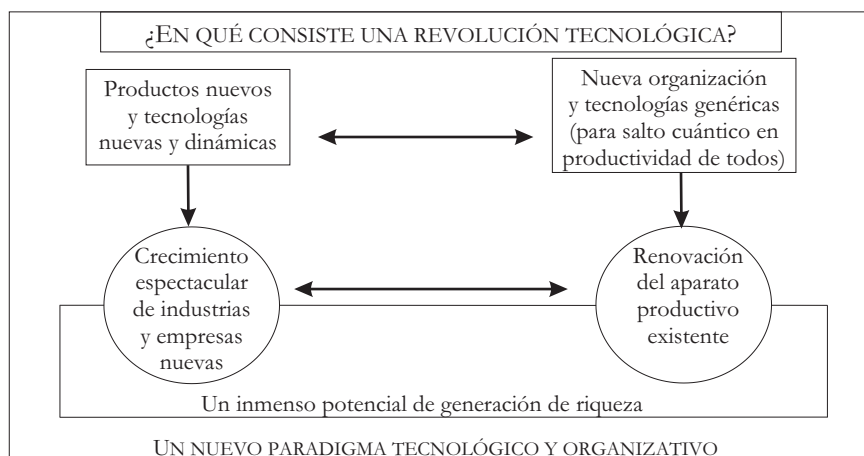 ¿EN QUÉ CONSISTE UNA REVOLUCIÓN TECNOLÓGICA?
Productos nuevos
y tecnologías
nuevas y dinámicas
Nueva organización
y tecnologías genéricas
(para salto cuántico en
productividad de todos)
Crecimiento
espectacular
de industrias
y empresas
nuevas
Renovación
del aparato
productivo
existente
Un inmenso potencial de generación de riqueza
UN NUEVO PARADIGMA TECNOLÓGICO Y ORGANIZATIVO